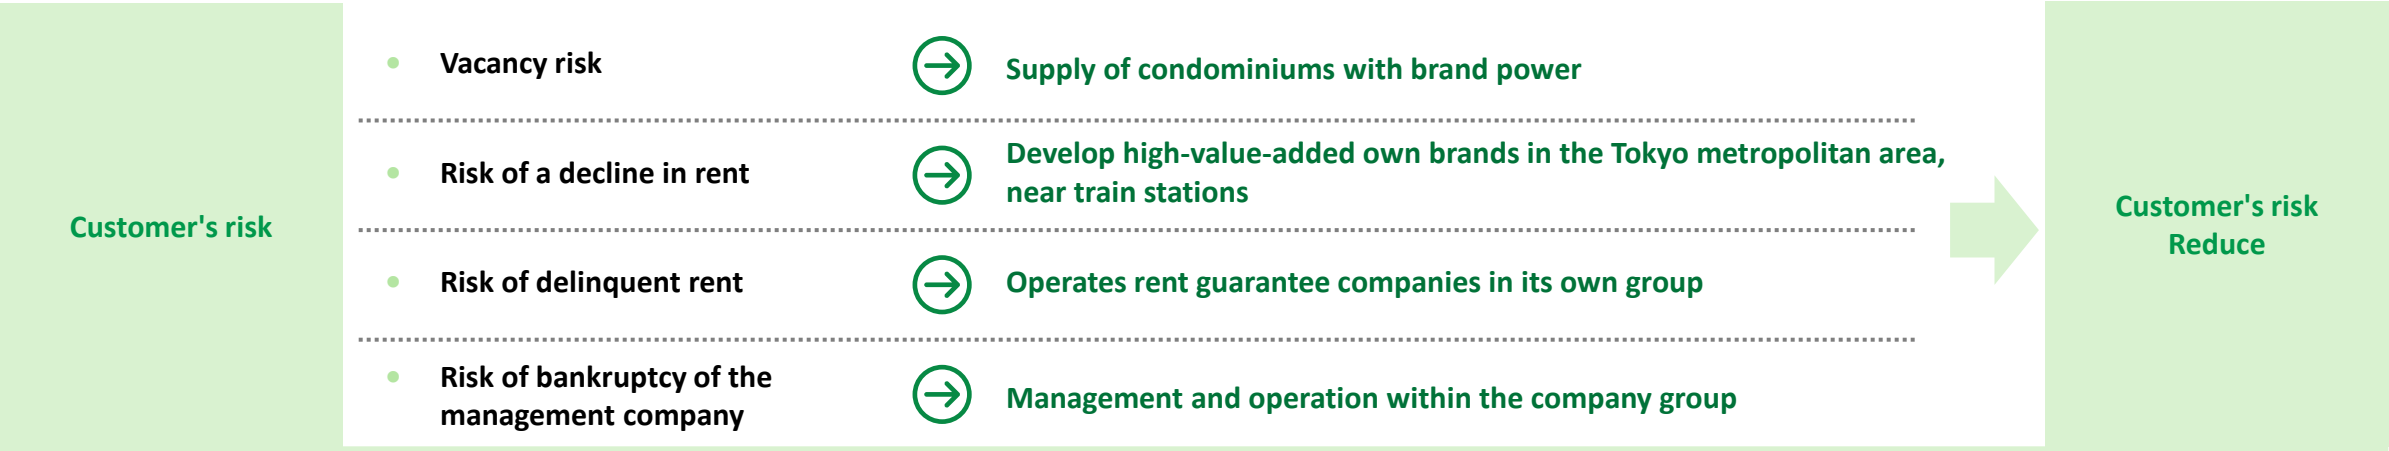 Customer's risk
Vacancy risk
Supply of condominiums with brand power
Risk of a decline in rent
Develop high-value-added own brands in the Tokyo metropolitan area,
near train stations
Risk of delinquent rent
Operates rent guarantee companies in its own group
Risk of bankruptcy of the
management company
Management and operation within the company group
Customer's risk
Reduce